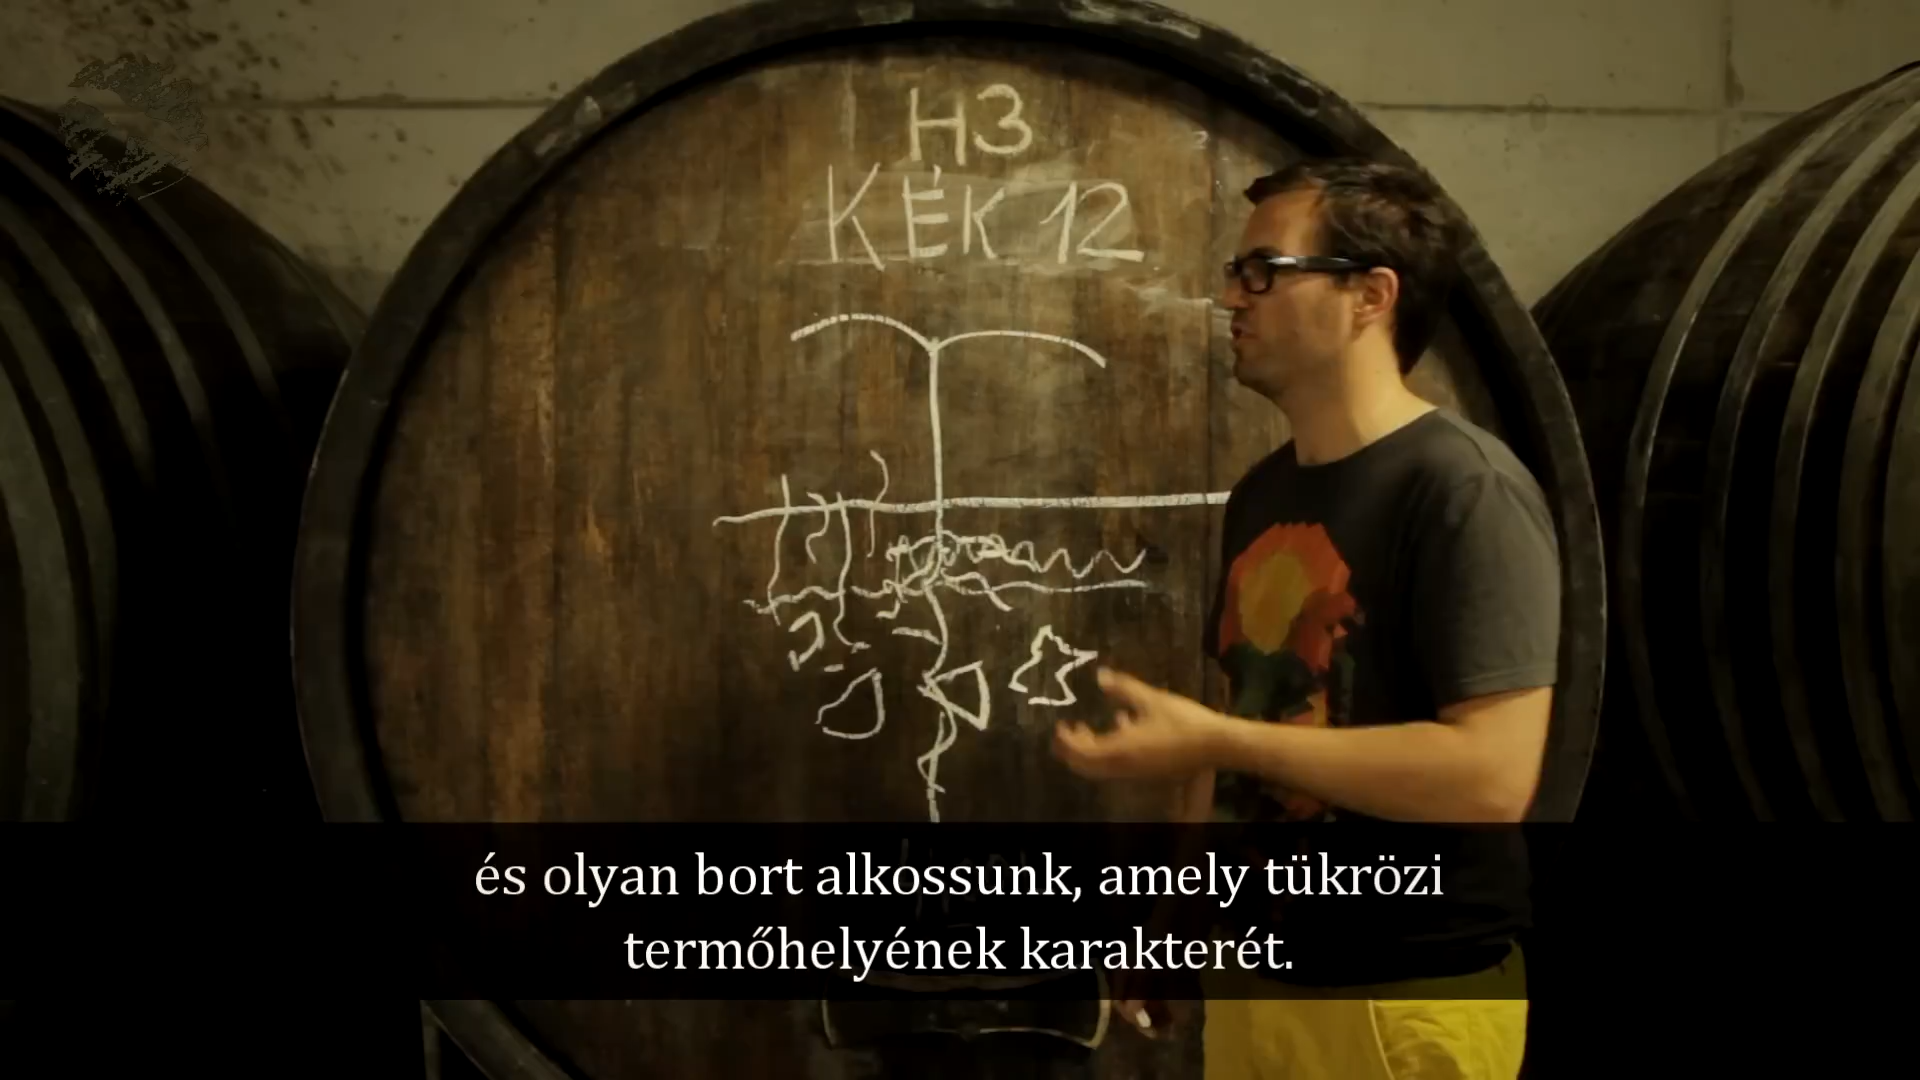 H3
KÉK 12
és olyan bort alkossunk, amely tükrözi
termőhelyének karakterét.